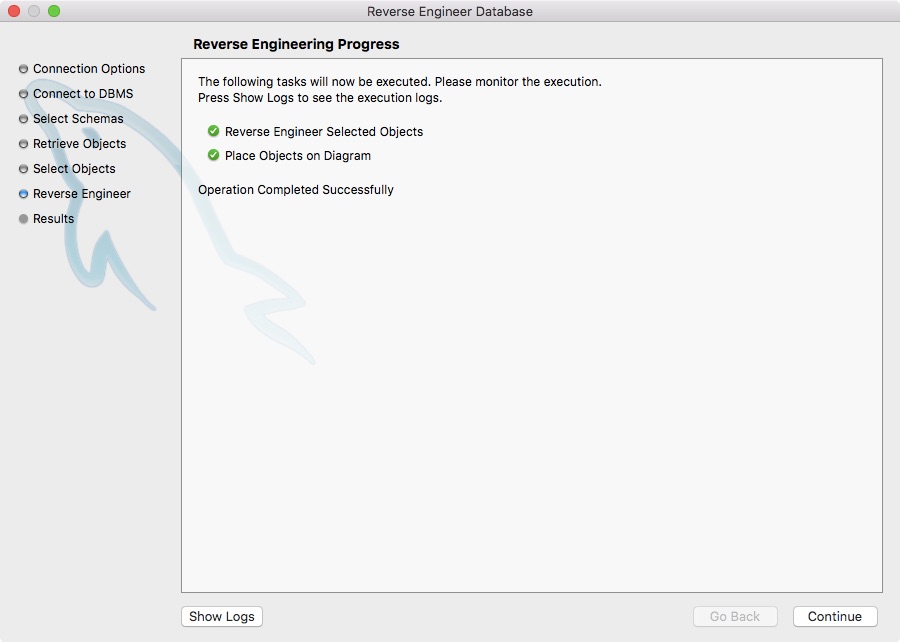 Reverse Engineer Database
Reverse Engineering Progress
Connection Options
Connect to DBMS
Select Schemas
Retrieve Objects
Select Objects
Reverse Engineer
Results
The following tasks will now be executed. Please monitor the execution.
Press Show Logs to see the execution logs.
Reverse Engineer Selected Objects
Place Objects on Diagram
Operation Completed Successfully
Show Logs
Go Back
Continue